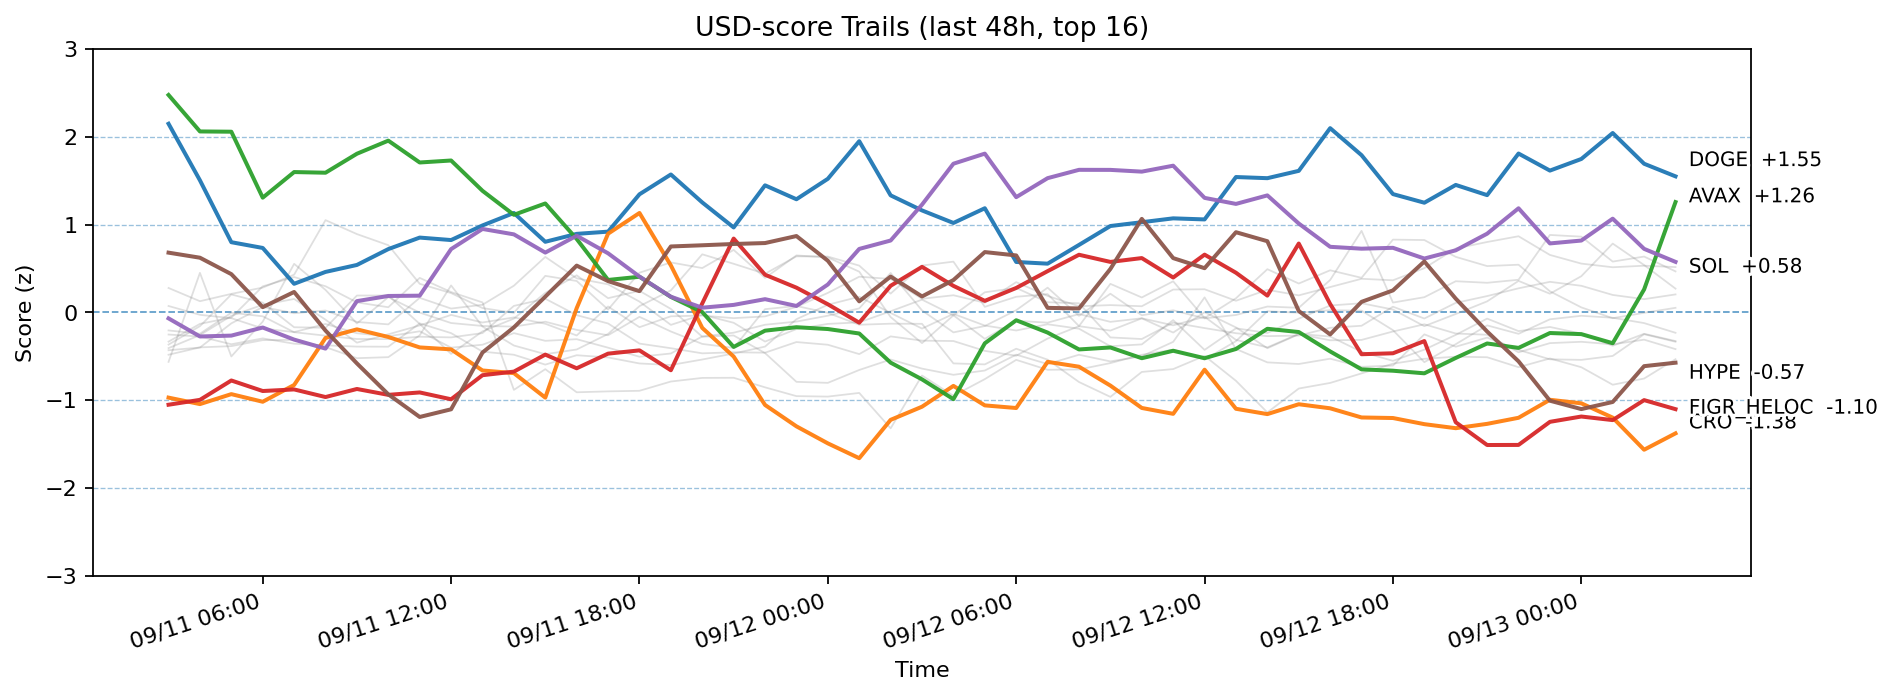 USD-score Trails (last 48h, top 16)
Score (z)
3
2
1
0
−1
−2
−3
DOGE +1.55
AVAX +1.26
SOL +0.58
HYPE -0.57
FIGR_HELOC -1.10
CRO -1.38
09/11 06:00
09/11 12:00
09/11 18:00
09/12 00:00
09/12 06:00
09/12 12:00
09/12 18:00
09/13 00:00
Time